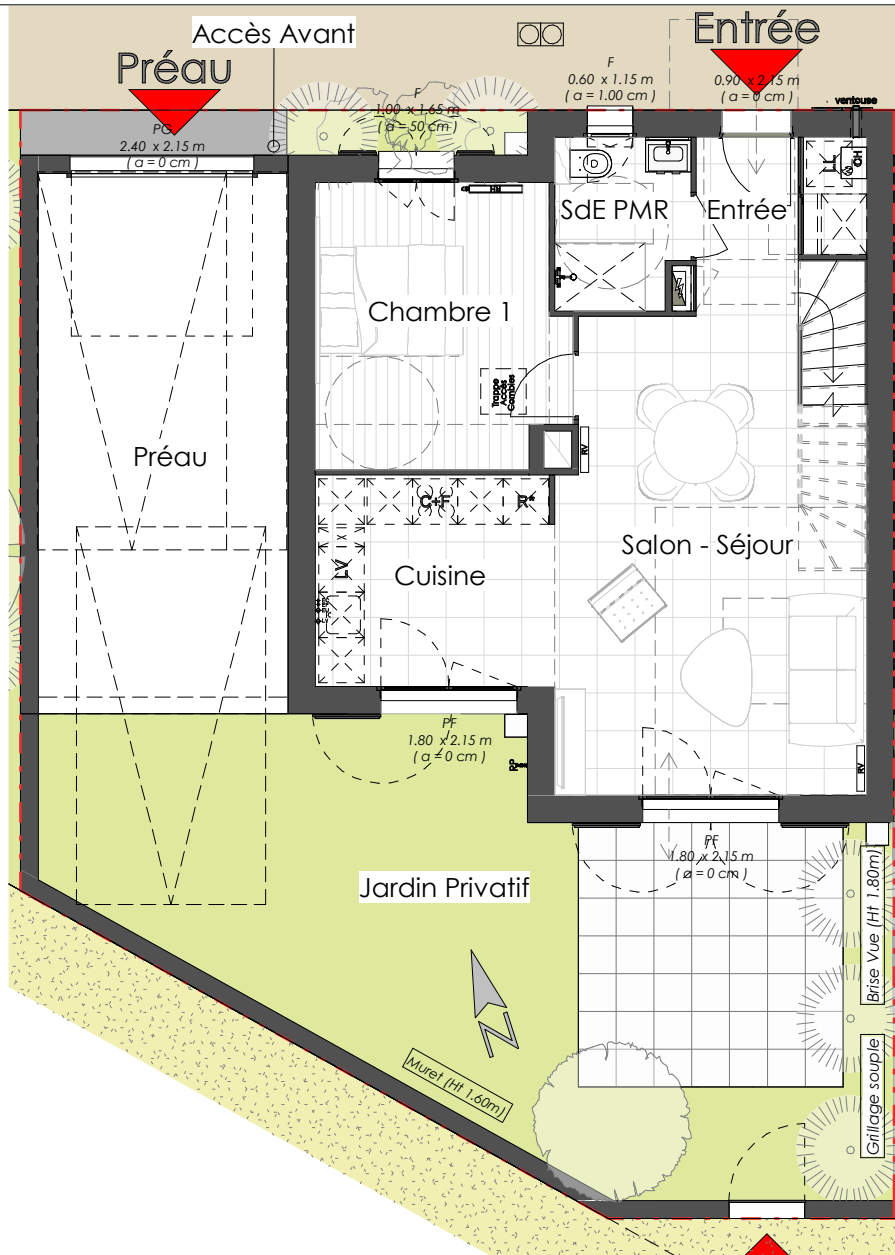 Accès Avant
Entrée
Préau
F
0.60 x 1.15 m
( a = 1.00 cm )
0.90 x 2.15 m
( a = 0 cm )
F
1.00 x 1.65 m
( a = 50 cm )
ventouse
PG
2.40 x 2.15 m
( a = 0 cm )
LL
CH
SdE PMR
Entrée
Chambre 1
Trappe
Accès
Combles
RV
Préau
C+F
R*
Salon - Séjour
LV
Cuisine
PF
1.80 x 2.15 m
( a = 0 cm )
RP
RV
PF
1.80 x 2.15 m
( a = 0 cm )
Jardin Privatif
Brise Vue (Ht 1.80m)
N
Muret (Ht 1.60m)
Grillage souple